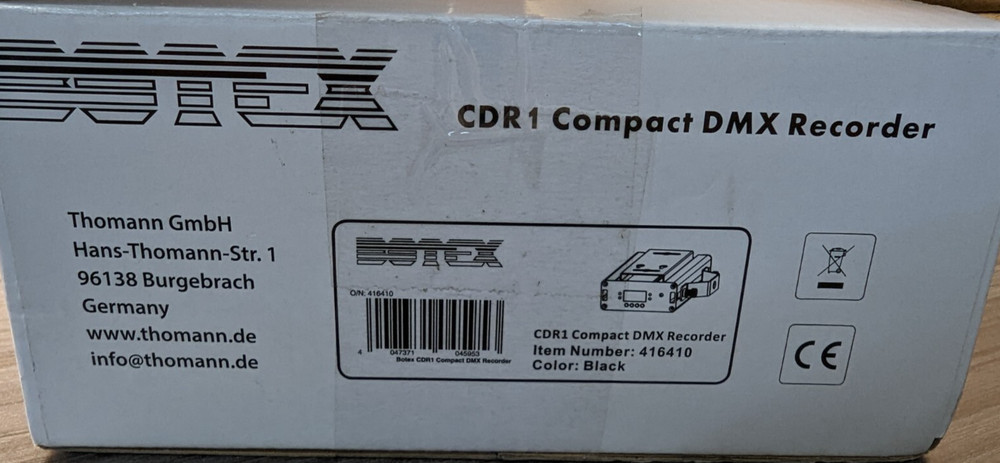 BOTEX
CDR1 Compact DMX Recorder
Thomann GmbH
Hans-Thomann-Str. 1
96138 Burgebrach
Germany
www.thomann.de
info@thomann.de
BOTEX
O/N: 416410
4 047371 045953
Botex CDR1 Compact DMX Recorder
CDR1 Compact DMX Recorder
Item Number: 416410
Color: Black
CE